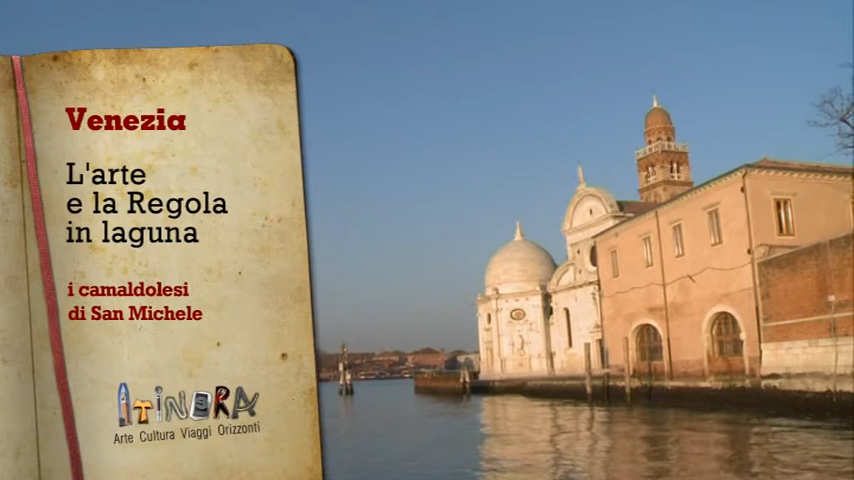 Venezia
L'arte
e la Regola
in laguna
i camaldolesi
di San Michele
ITINERA
Arte Cultura Viaggi Orizzonti